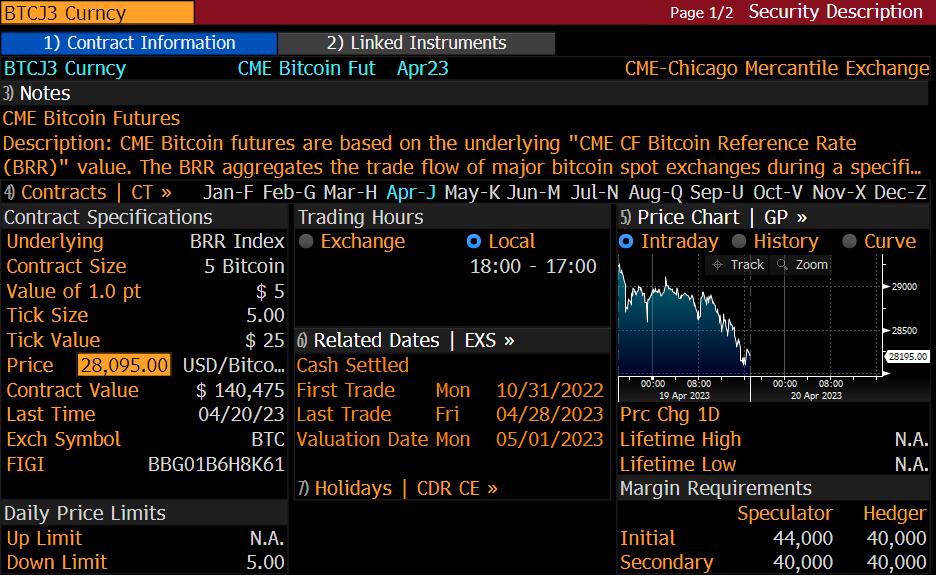 BTCJ3 Curncy Page 1/2 Security Description
1) Contract Information 2) Linked Instruments
BTCJ3 Curncy CME Bitcoin Fut Apr23 CME-Chicago Mercantile Exchange
3) Notes
CME Bitcoin Futures
Description: CME Bitcoin futures are based on the underlying "CME CF Bitcoin Reference Rate
(BRR)" value. The BRR aggregates the trade flow of major bitcoin spot exchanges during a specifi...
4) Contracts | CT » Jan-F Feb-G Mar-H Apr-J May-K Jun-M Jul-N Aug-Q Sep-U Oct-V Nov-X Dec-Z
Contract Specifications
Underlying BRR Index
Contract Size 5 Bitcoin
Value of 1.0 pt $ 5
Tick Size 5.00
Tick Value $ 25
Price 28,095.00 USD/Bitco...
Contract Value $ 140,475
Last Time 04/20/23
Exch Symbol BTC
FIGI BBG01B6H8K61
Daily Price Limits
Up Limit N.A.
Down Limit 5.00
Trading Hours
Exchange Local
18:00 - 17:00
6) Related Dates | EXS »
Cash Settled
First Trade Mon 10/31/2022
Last Trade Fri 04/28/2023
Valuation Date Mon 05/01/2023
7) Holidays | CDR CE »
5) Price Chart | GP »
Intraday History Curve
Track Zoom
29000
28500
28195.00
00:00 08:00 00:00 08:00
19 Apr 2023 20 Apr 2023
Prc Chg 1D
Lifetime High N.A.
Lifetime Low N.A.
Margin Requirements
Speculator Hedger
Initial 44,000 40,000
Secondary 40,000 40,000